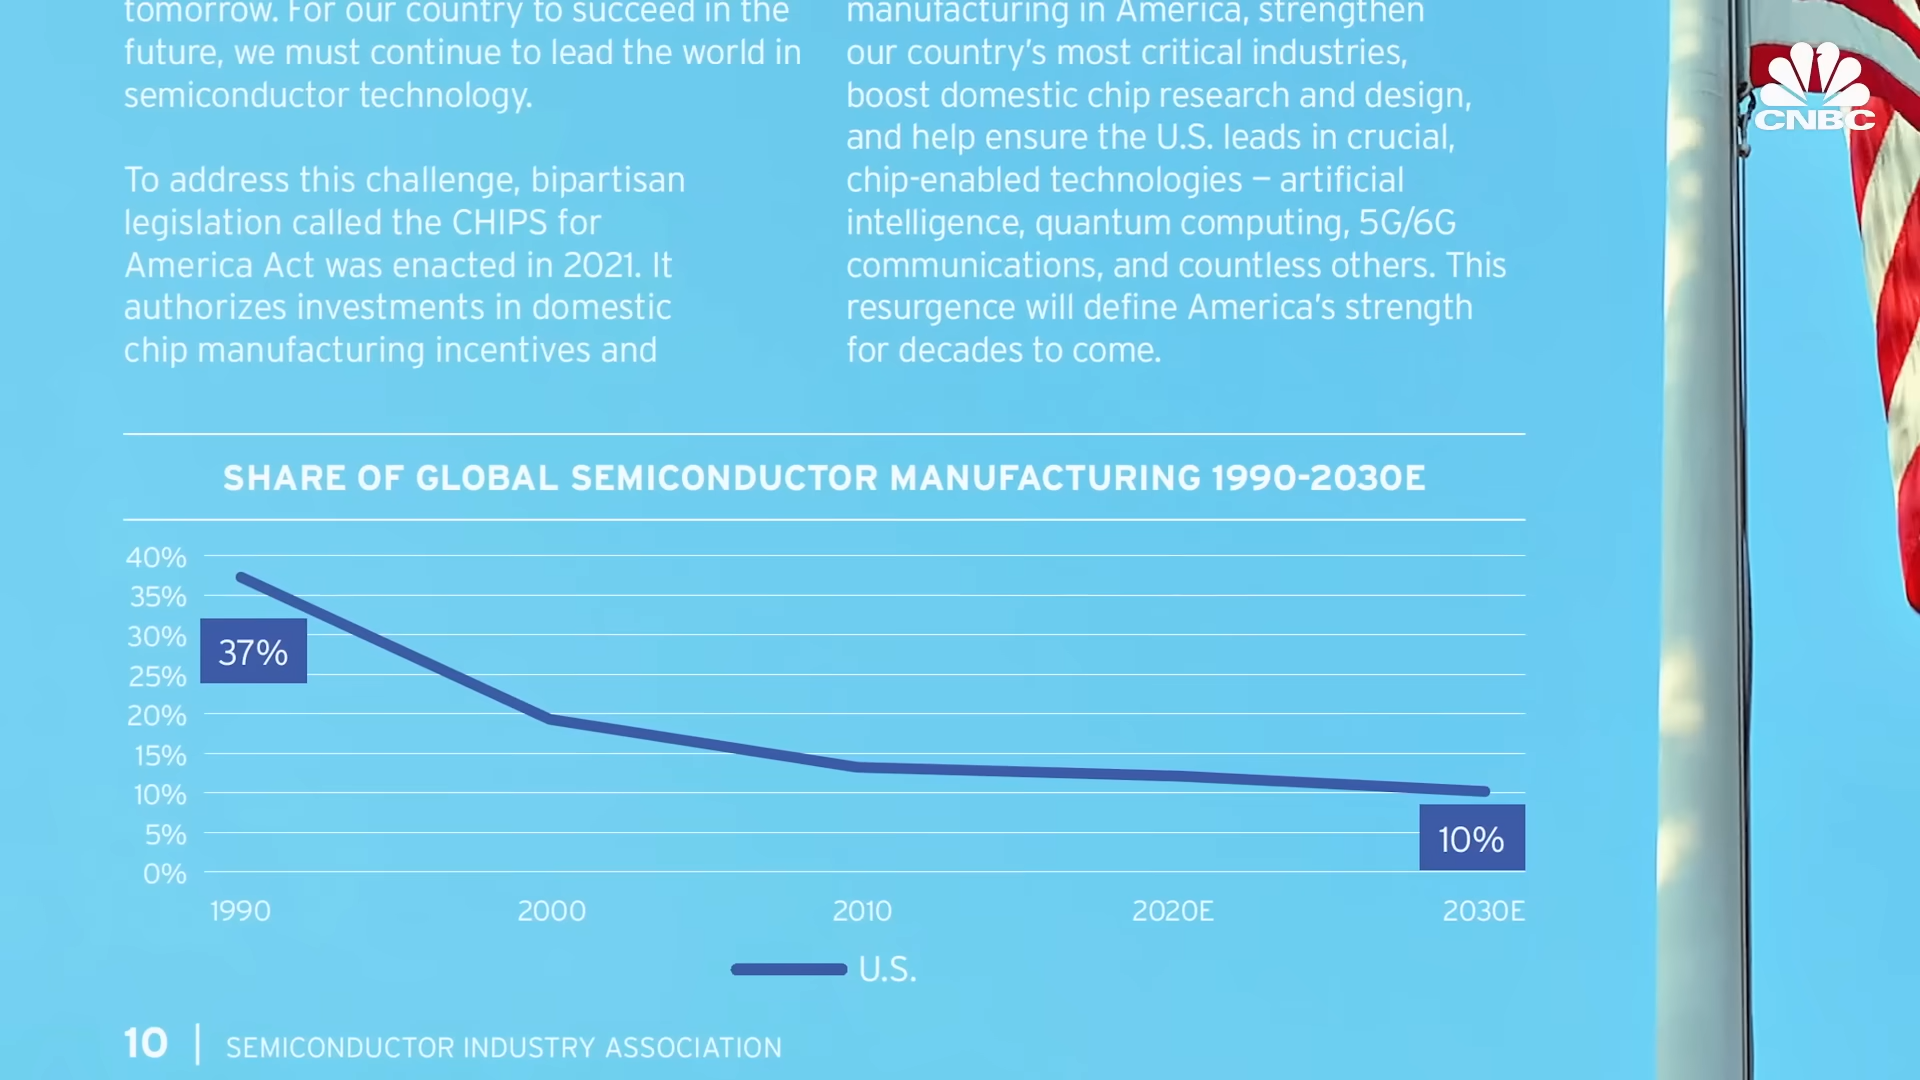 tomorrow. For our country to succeed in the
future, we must continue to lead the world in
semiconductor technology.
To address this challenge, bipartisan
legislation called the CHIPS for
America Act was enacted in 2021. It
authorizes investments in domestic
chip manufacturing incentives and
manufacturing in America, strengthen
our country's most critical industries,
boost domestic chip research and design,
and help ensure the U.S. leads in crucial,
chip-enabled technologies – artificial
intelligence, quantum computing, 5G/6G
communications, and countless others. This
resurgence will define America's strength
for decades to come.
CNBC
SHARE OF GLOBAL SEMICONDUCTOR MANUFACTURING 1990-2030E
40%
35%
30%
25%
20%
15%
10%
5%
0%
37%
10%
1990 2000 2010 2020E 2030E
U.S.
10 | SEMICONDUCTOR INDUSTRY ASSOCIATION